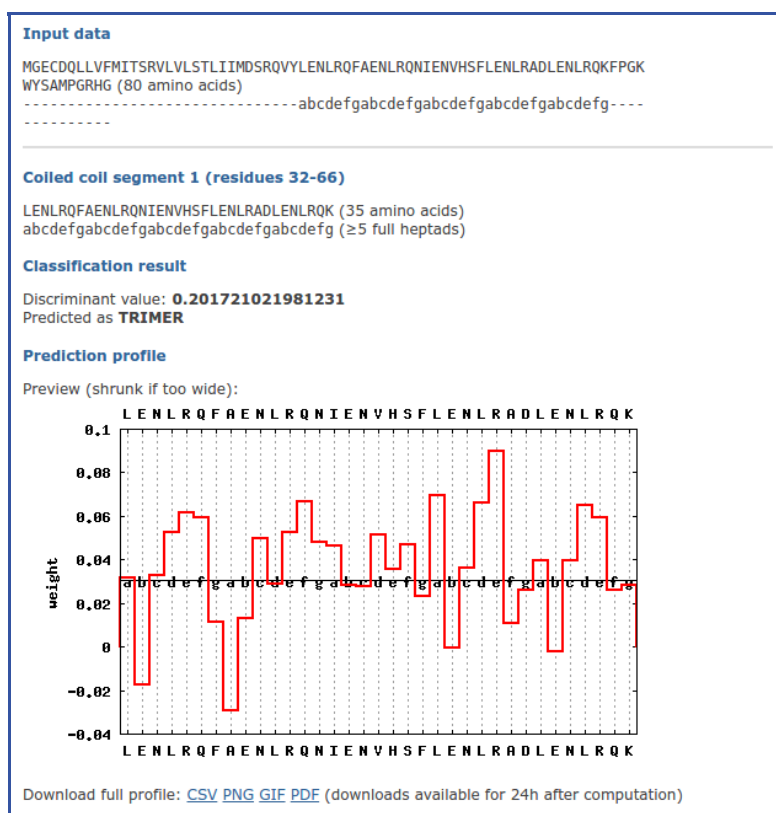 Input data
MGECDQLLVFMITSRVLVLSTLIIMDSRQVYLENLRQFAENLRQNIENVHSFLENLRADLENLRQKFPGK
WYSAMPGRHG (80 amino acids)
-------------------------------abcdefgabcdefgabcdefgabcdefgabcdefg----
----------
Coiled coil segment 1 (residues 32-66)
LENLRQFAENLRQNIENVHSFLENLRADLENLRQK (35 amino acids)
abcdefgabcdefgabcdefgabcdefgabcdefg (≥5 full heptads)
Classification result
Discriminant value: 0.201721021981231
Predicted as TRIMER
Prediction profile
Preview (shrunk if too wide):
L E N L R Q F A E N L R Q N I E N V H S F L E N L R A D L E N L R Q K
0.1
0.08
0.06
0.04
a b c d e f g a b c d e f g a b c d e f g a b c d e f g a b c d e f g
0.02
0
-0.02
-0.04
weight
L E N L R Q F A E N L R Q N I E N V H S F L E N L R A D L E N L R Q K
Download full profile: CSV PNG GIF PDF (downloads available for 24h after computation)